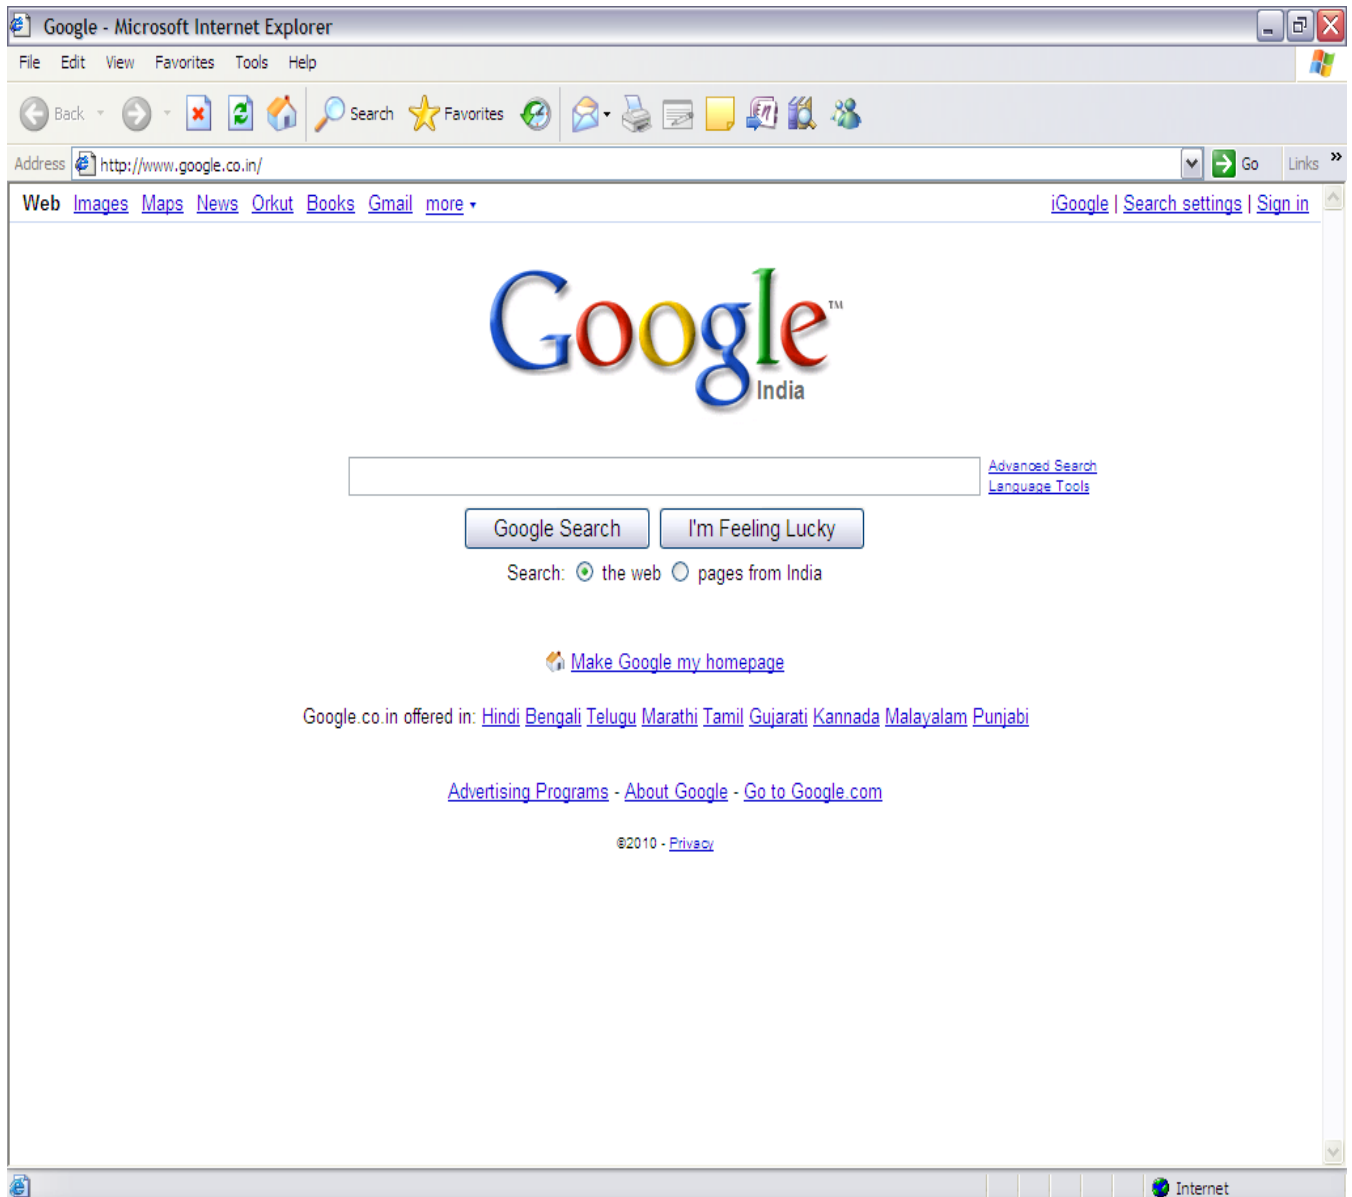 Google - Microsoft Internet Explorer
File Edit View Favorites Tools Help
Back Search Favorites
Address http://www.google.co.in/ Go Links »
Web Images Maps News Orkut Books Gmail more iGoogle | Search settings | Sign in
Google™
India
Advanced Search
Language Tools
Google Search I'm Feeling Lucky
Search: the web pages from India
Make Google my homepage
Google.co.in offered in: Hindi Bengali Telugu Marathi Tamil Gujarati Kannada Malayalam Punjabi
Advertising Programs - About Google - Go to Google.com
©2010 - Privacy
Internet